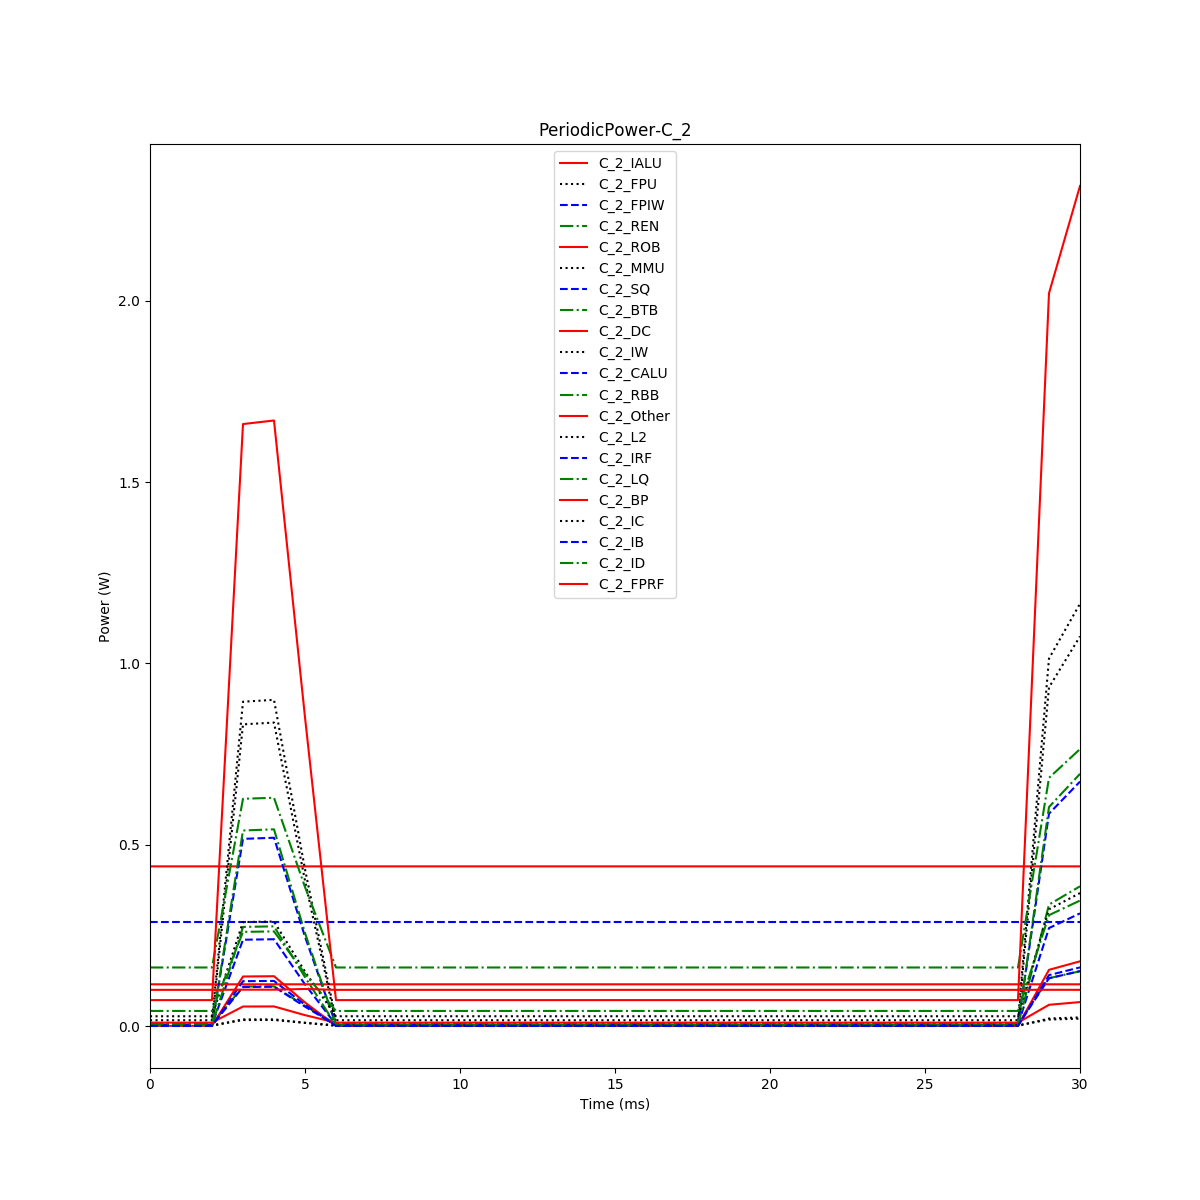 PeriodicPower-C_2
C_2_IALU
C_2_FPU
C_2_FPIW
C_2_REN
C_2_ROB
C_2_MMU
C_2_SQ
C_2_BTB
C_2_DC
C_2_IW
C_2_CALU
C_2_RBB
C_2_Other
C_2_L2
C_2_IRF
C_2_LQ
C_2_BP
C_2_IC
C_2_IB
C_2_ID
C_2_FPRF
2.0
1.5
1.0
0.5
0.0
Power (W)
0 5 10 15 20 25 30
Time (ms)